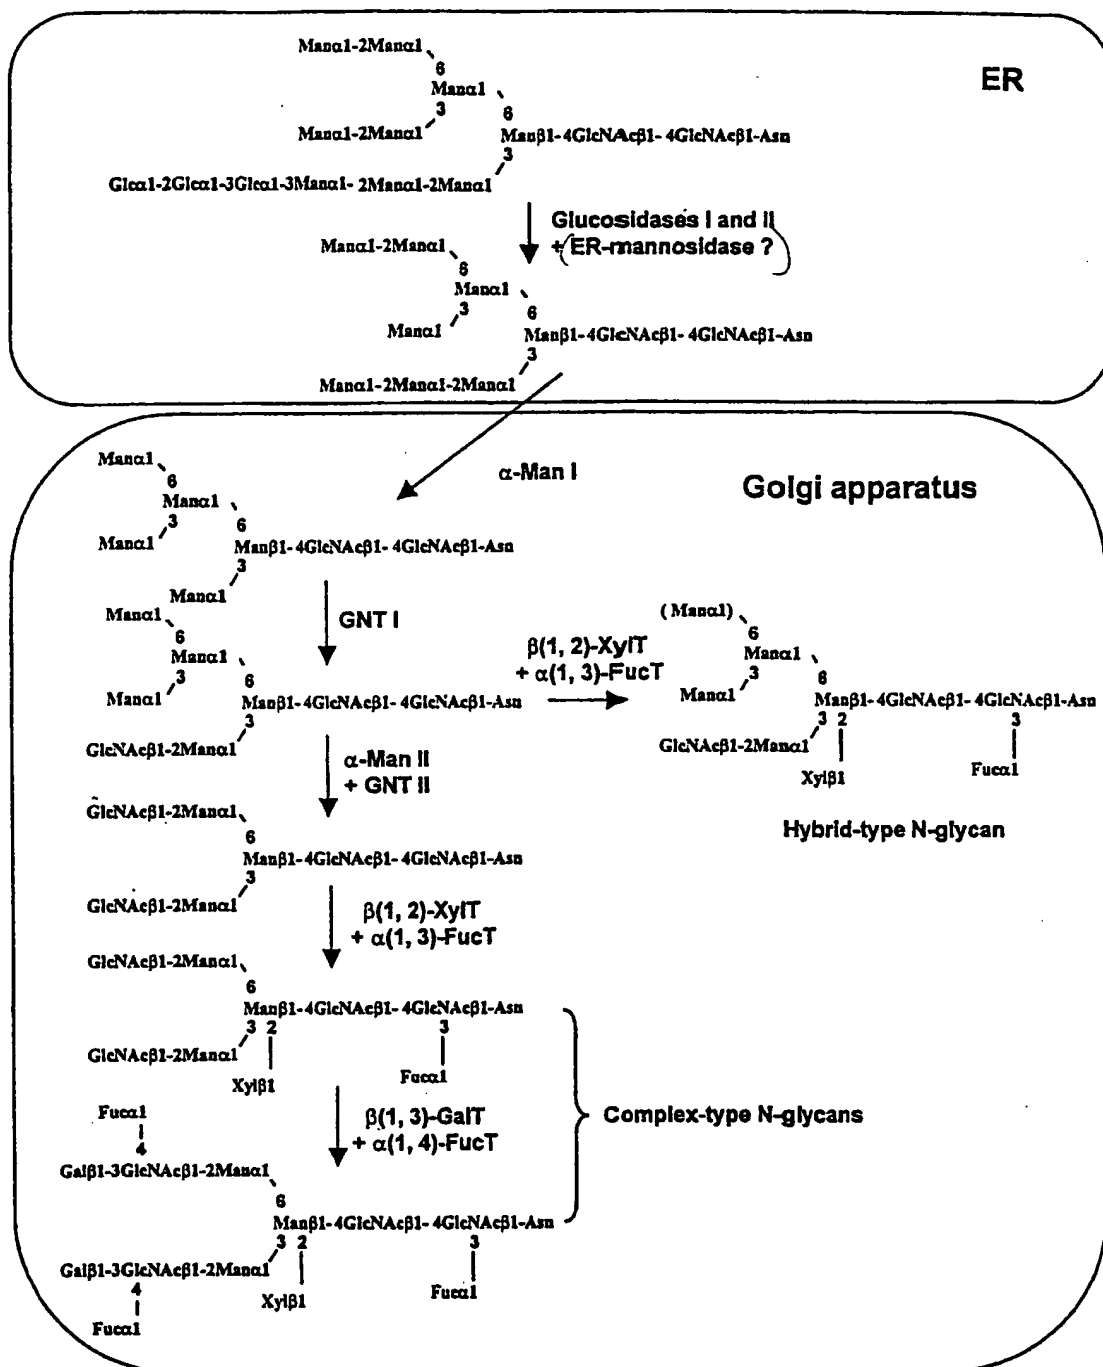 Manα1-2Manα1
6
ER
Manα1
3
6
Manα1-2Manα1
Manβ1-4GlcNAcβ1- 4GlcNAcβ1-Asn
3
Glcα1-2Glcα1-3Glcα1-3Manα1- 2Manα1-2Manα1
Glucosidases I and II
+ (ER-mannosidase ?)
Manα1-2Manα1
6
Manα1
3
6
Manα1
Manβ1-4GlcNAcβ1- 4GlcNAcβ1-Asn
3
Manα1-2Manα1-2Manα1
Manα1
α-Man I
Golgi apparatus
6
Manα1
3
6
Manα1
Manβ1- 4GlcNAcβ1- 4GlcNAcβ1-Asn
3
Manα1
GNT I
Manα1
6
Manα1
3
6
Manα1
Manβ1-4GlcNAcβ1- 4GlcNAcβ1-Asn
3
GlcNAcβ1-2Manα1
β(1, 2)-XylT
+ α(1, 3)-FucT
(Manα1)
6
Manα1
3
6
Manα1
Manβ1-4GlcNAcβ1- 4GlcNAcβ1-Asn
3 2
3
GlcNAcβ1-2Manα1
Xylβ1
Fucα1
Hybrid-type N-glycan
α-Man II
+ GNT II
GlcNAcβ1-2Manα1
6
Manβ1-4GlcNAcβ1- 4GlcNAcβ1-Asn
3
GlcNAcβ1-2Manα1
β(1, 2)-XylT
+ α(1, 3)-FucT
GlcNAcβ1-2Manα1
6
Manβ1- 4GlcNAcβ1- 4GlcNAcβ1-Asn
3 2
3
GlcNAcβ1-2Manα1
Xylβ1
Fucα1
β(1, 3)-GalT
+ α(1, 4)-FucT
Complex-type N-glycans
Fucα1
4
Galβ1-3GlcNAcβ1-2Manα1
6
Manβ1-4GlcNAcβ1- 4GlcNAcβ1-Asn
3 2
3
Galβ1-3GlcNAcβ1-2Manα1
4
Xylβ1
Fucα1
Fucα1